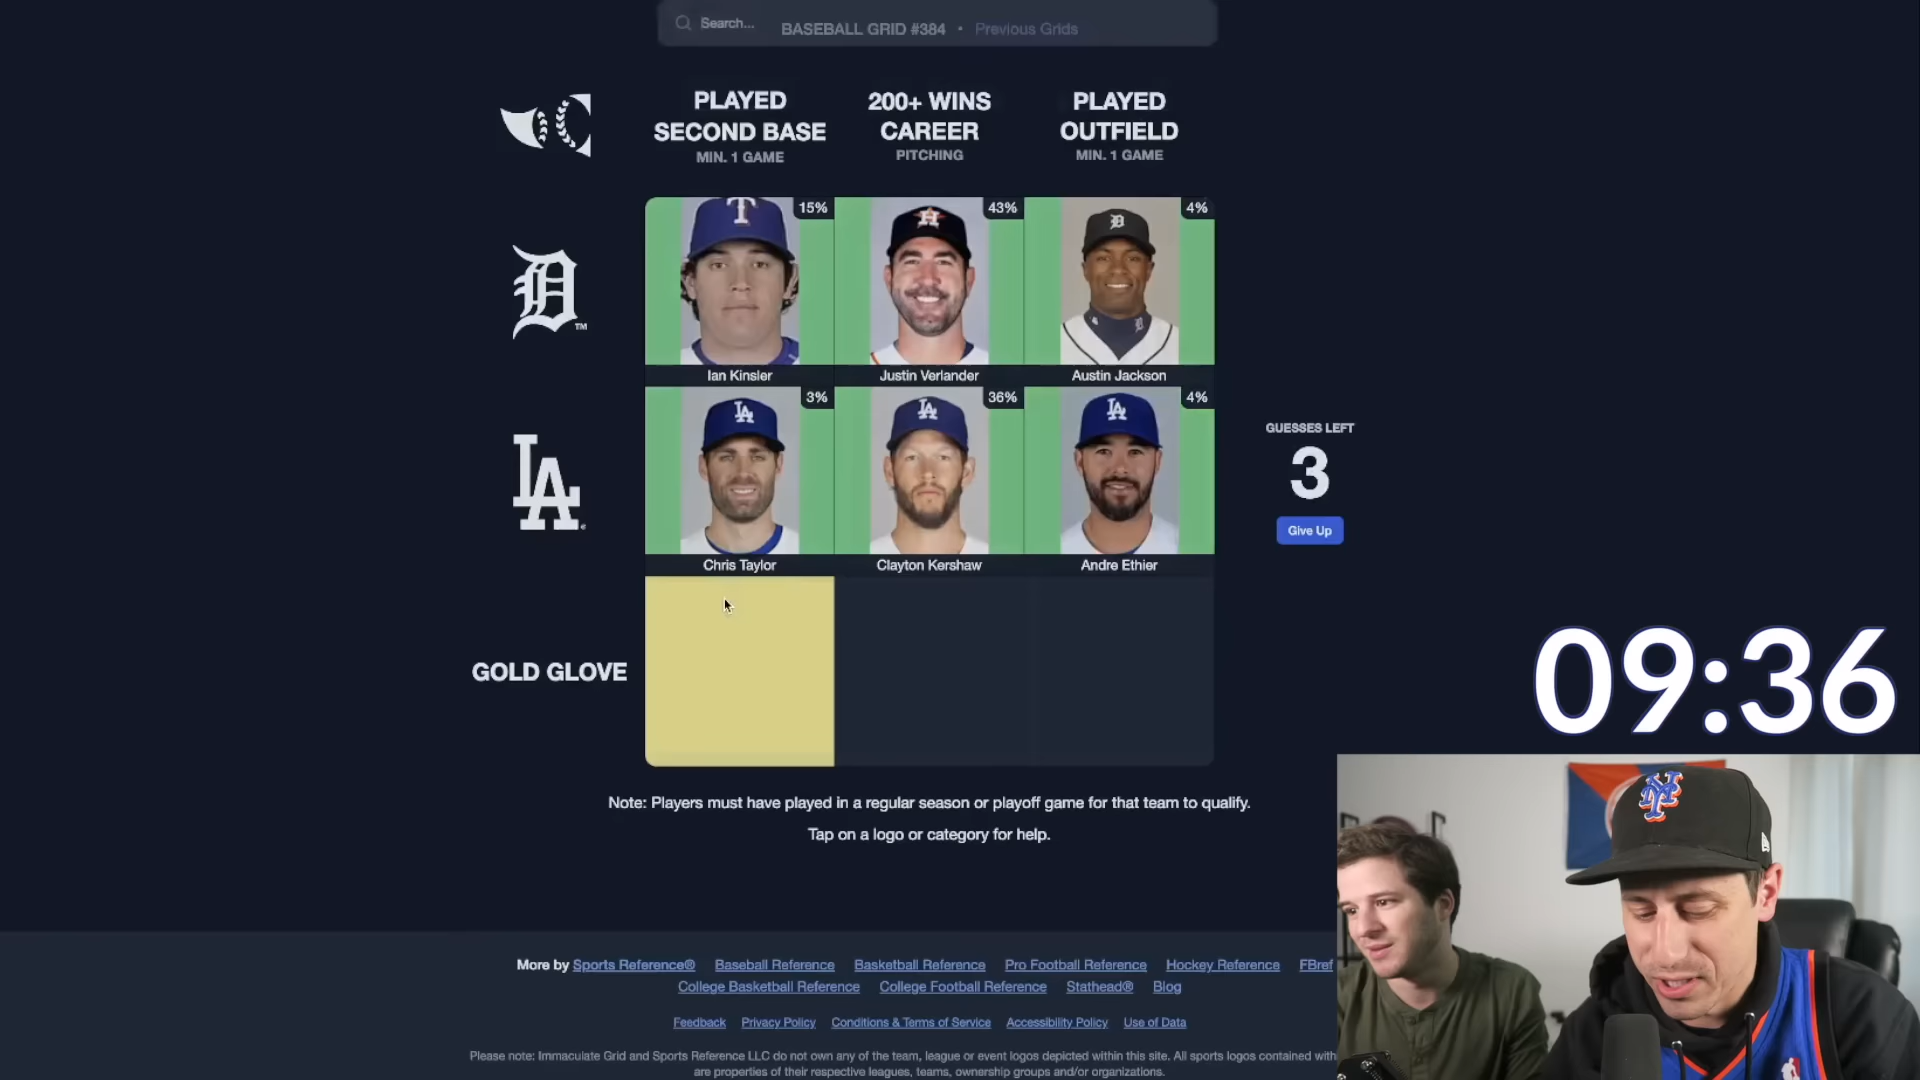 Search...
BASEBALL GRID #384 • Previous Grids
PLAYED SECOND BASE
MIN. 1 GAME
200+ WINS CAREER
PITCHING
PLAYED OUTFIELD
MIN. 1 GAME
D
TM
15%
T
Ian Kinsler
43%
H
Justin Verlander
4%
D
Austin Jackson
LA
3%
LA
Chris Taylor
36%
LA
Clayton Kershaw
4%
LA
Andre Ethier
GUESSES LEFT
3
Give Up
GOLD GLOVE
09:36
NY
Note: Players must have played in a regular season or playoff game for that team to qualify.
Tap on a logo or category for help.
More by Sports Reference® Baseball Reference Basketball Reference Pro Football Reference Hockey Reference FBref
College Basketball Reference College Football Reference Stathead® Blog
Feedback Privacy Policy Conditions & Terms of Service Accessibility Policy Use of Data
Please note: Immaculate Grid and Sports Reference LLC do not own any of the team, league or event logos depicted within this site. All sports logos contained with
are properties of their respective leagues, teams, ownership groups and/or organizations.